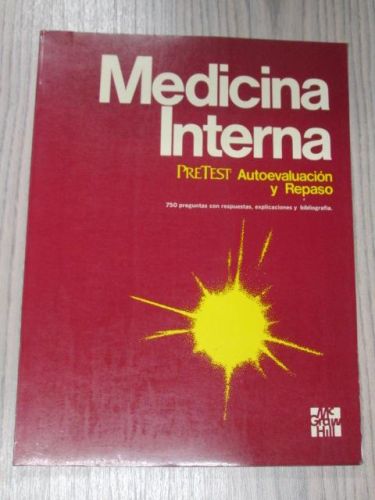 Medicina
Interna
PRETEST® Autoevaluación
y Repaso
750 preguntas con respuestas, explicaciones y bibliografía.
Mc
Graw
Hill